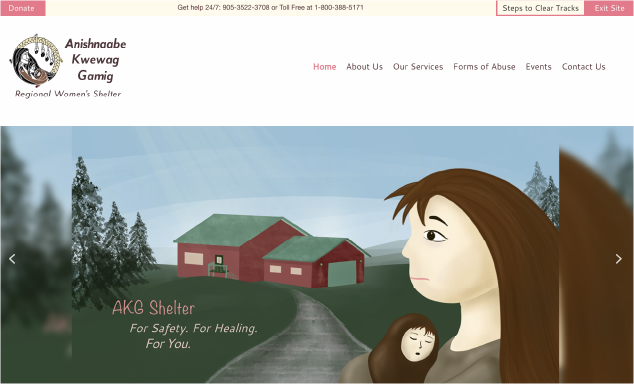 Donate
Get help 24/7: 905-3522-3708 or Toll Free at 1-800-388-5171
Steps to Clear Tracks
Exit Site
Anishnaabe
Kwewag
Gamig
Regional Women's Shelter
Home
About Us
Our Services
Forms of Abuse
Events
Contact Us
AKG Shelter
For Safety. For Healing.
For You.